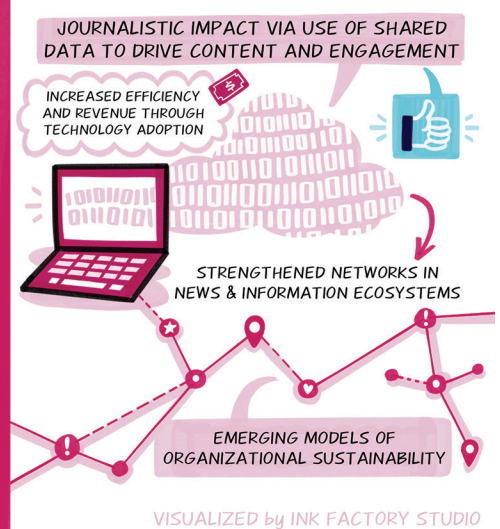 JOURNALISTIC IMPACT VIA USE OF SHARED
DATA TO DRIVE CONTENT AND ENGAGEMENT
INCREASED EFFICIENCY
AND REVENUE THROUGH
TECHNOLOGY ADOPTION
$
STRENGTHENED NETWORKS IN
NEWS & INFORMATION ECOSYSTEMS
EMERGING MODELS OF
ORGANIZATIONAL SUSTAINABILITY
VISUALIZED by INK FACTORY STUDIO